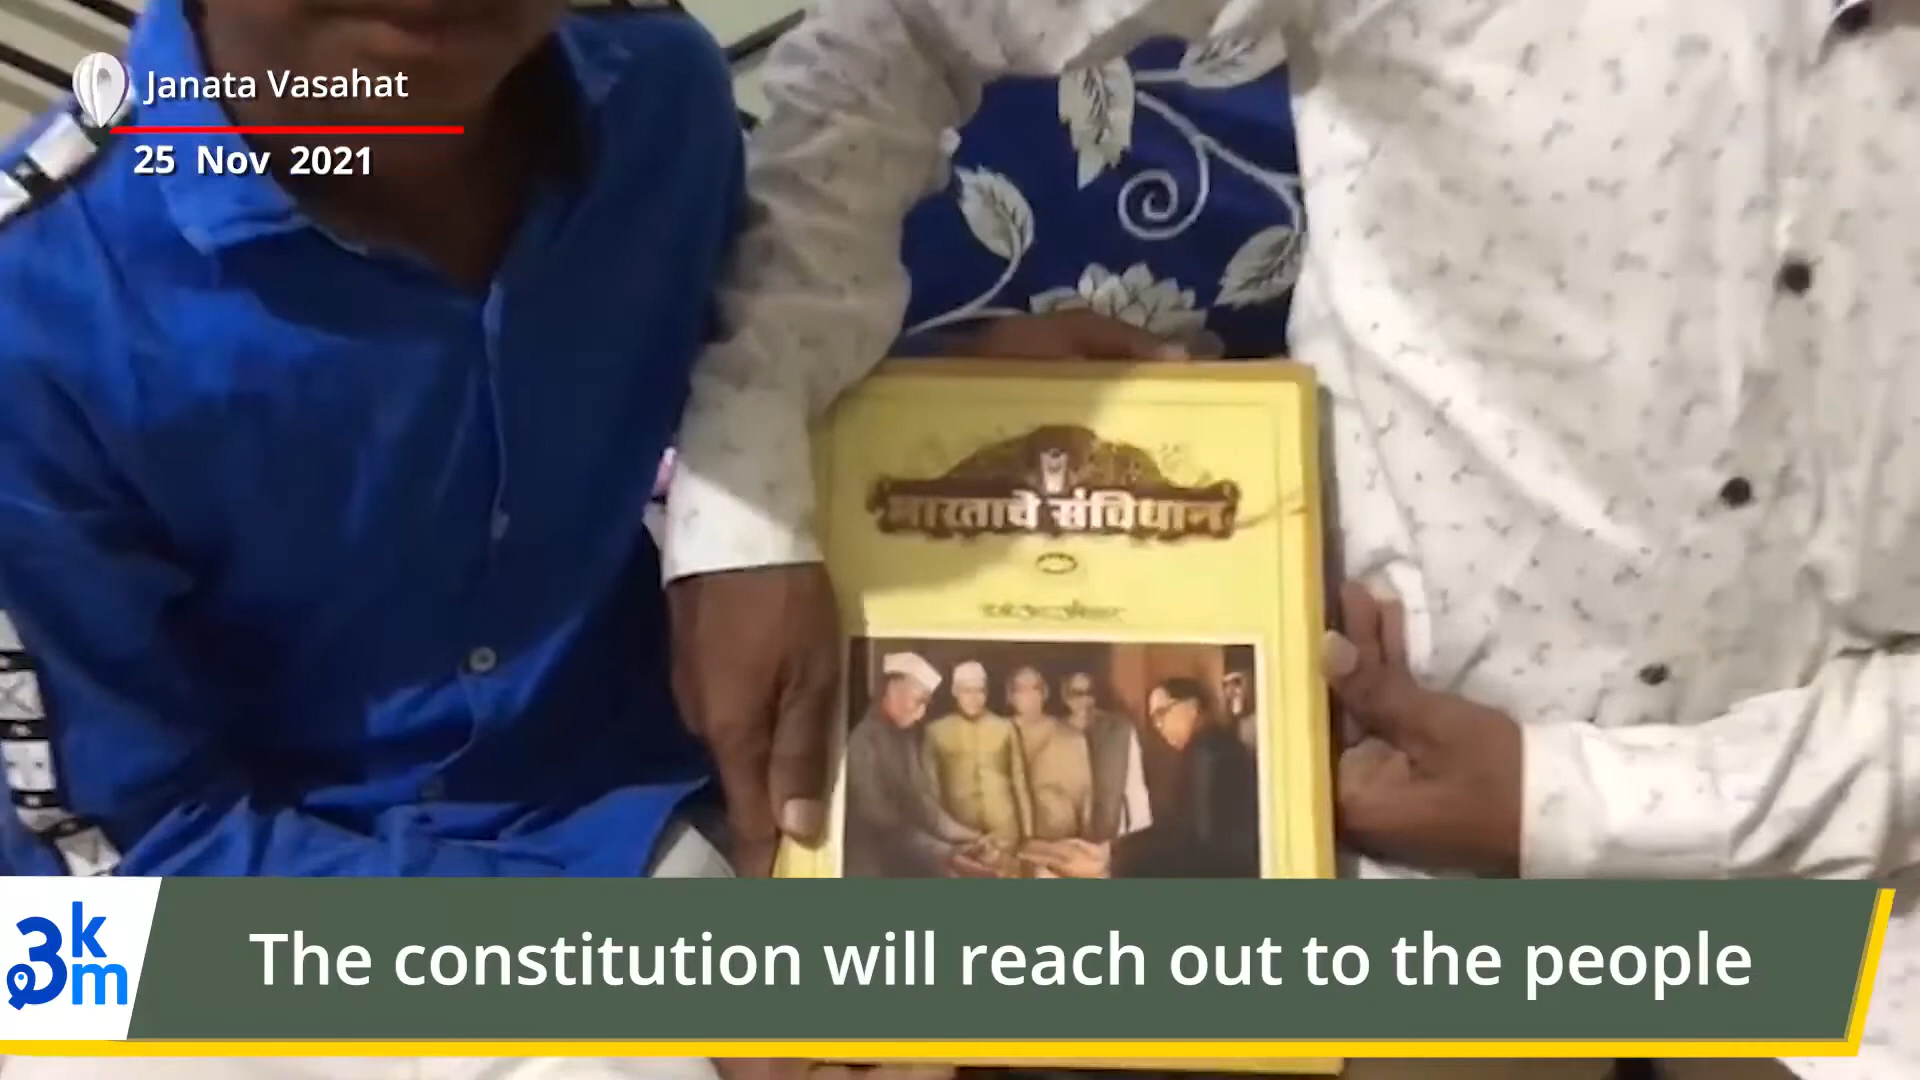 Janata Vasahat
25 Nov 2021
भारताचे संविधान
3km
The constitution will reach out to the people